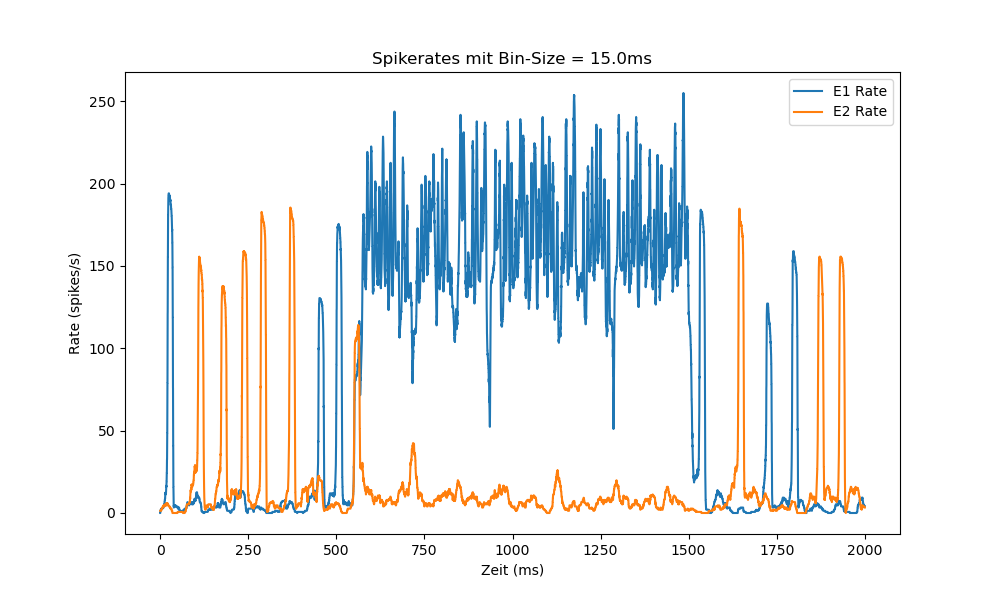 Spikerates mit Bin-Size = 15.0ms
E1 Rate
E2 Rate
250
200
150
100
50
0
Rate (spikes/s)
0 250 500 750 1000 1250 1500 1750 2000
Zeit (ms)